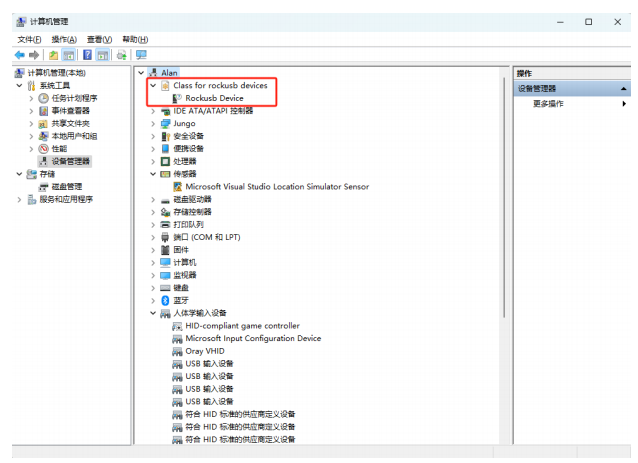 计算机管理
文件(F) 操作(A) 查看(V) 帮助(H)
计算机管理(本地)
系统工具
任务计划程序
事件查看器
共享文件夹
本地用户和组
性能
设备管理器
存储
磁盘管理
服务和应用程序
Alan
Class for rockusb devices
Rockusb Device
IDE ATA/ATAPI 控制器
Jungo
安全设备
便携设备
处理器
传感器
Microsoft Visual Studio Location Simulator Sensor
磁盘驱动器
存储控制器
打印队列
端口 (COM 和 LPT)
固件
计算机
监视器
键盘
蓝牙
人体学输入设备
HID-compliant game controller
Microsoft Input Configuration Device
Oray VHID
USB 输入设备
USB 输入设备
USB 输入设备
USB 输入设备
符合 HID 标准的供应商定义设备
符合 HID 标准的供应商定义设备
符合 HID 标准的供应商定义设备
操作
设备管理器
更多操作